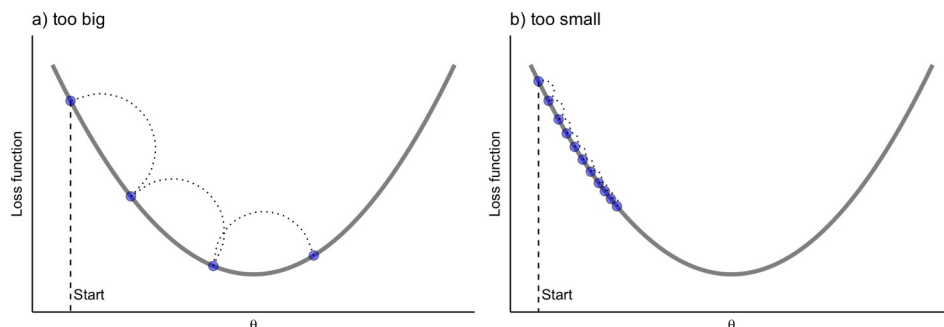 a) too big
b) too small
Loss function
Start
θ
Loss function
Start
θ